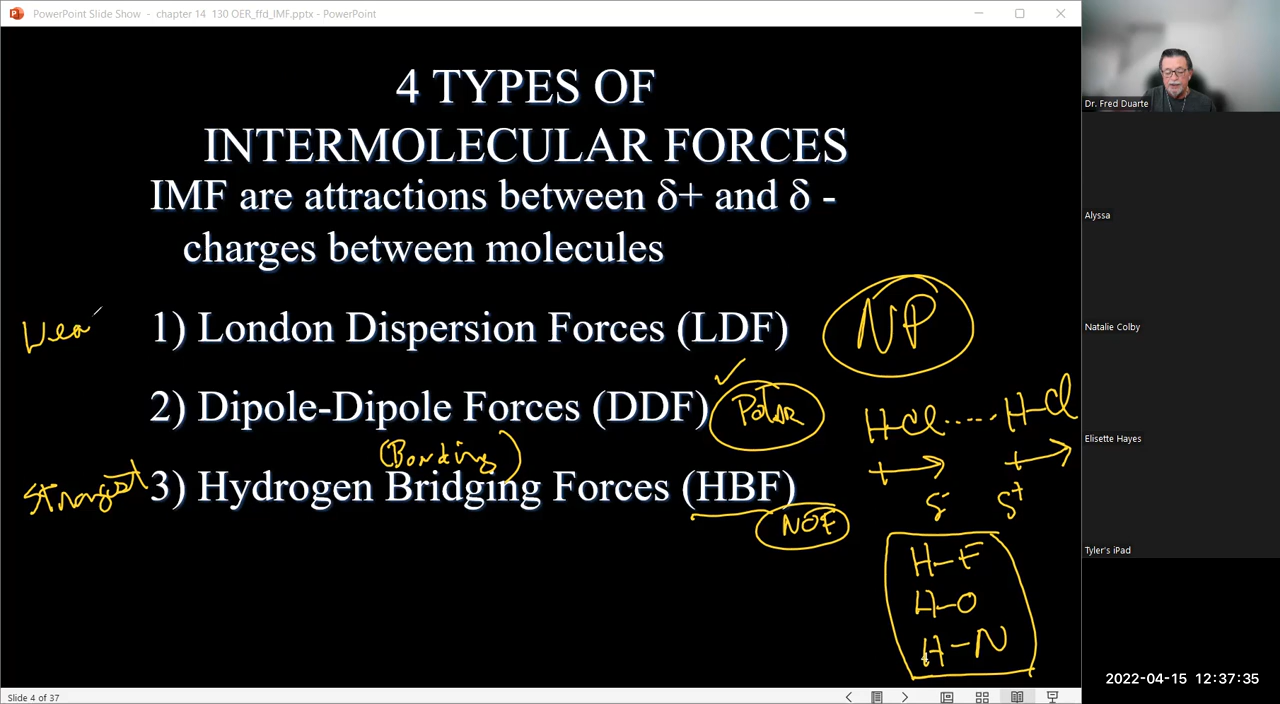 PowerPoint Slide Show - chapter 14 130 OER_ffd_IMF.pptx - PowerPoint
4 TYPES OF
INTERMOLECULAR FORCES
IMF are attractions between δ+ and δ -
charges between molecules
Wea
1) London Dispersion Forces (LDF)
NP
2) Dipole-Dipole Forces (DDF)
Polar
H-Cl ..... H-Cl
(Bonding)
Strongest
3) Hydrogen Bridging Forces (HBF)
δ- δ+
NOF
H-F
H-O
H-N
Dr. Fred Duarte
Alyssa
Natalie Colby
Elisette Hayes
Tyler's iPad
2022-04-15 12:37:35
Slide 4 of 37